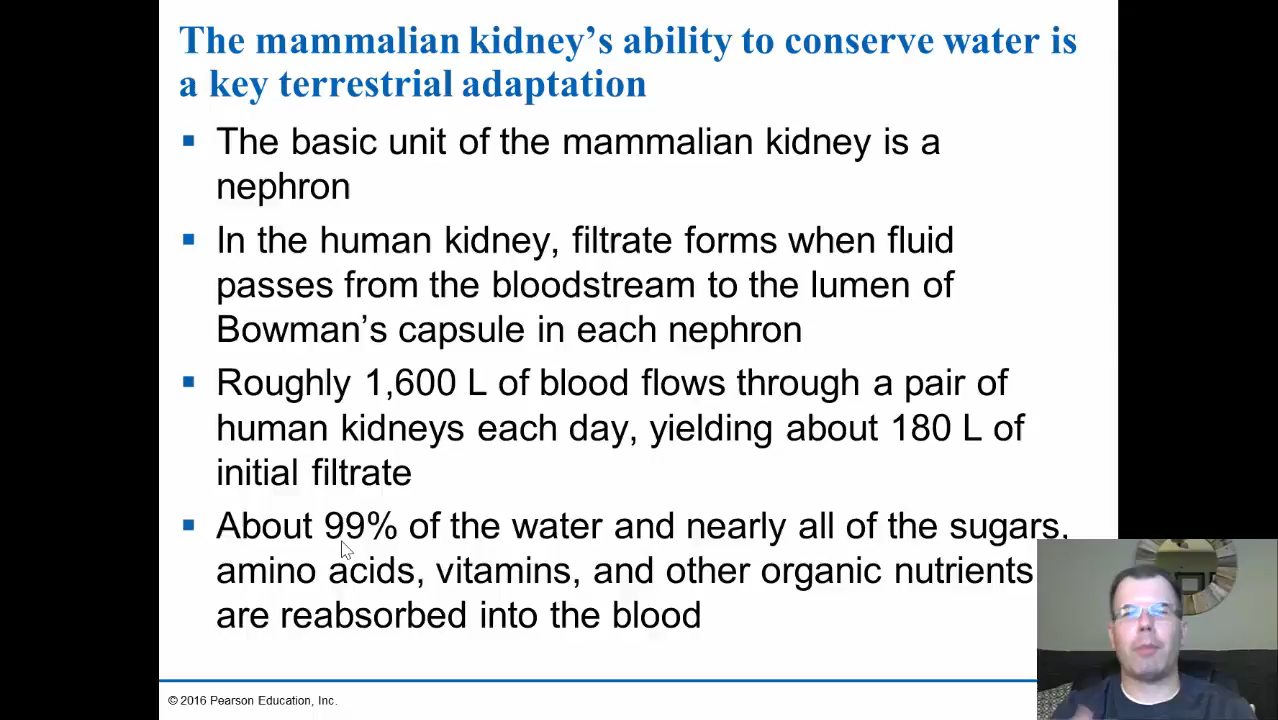 The mammalian kidney’s ability to conserve water is
a key terrestrial adaptation
▪ The basic unit of the mammalian kidney is a
nephron
▪ In the human kidney, filtrate forms when fluid
passes from the bloodstream to the lumen of
Bowman’s capsule in each nephron
▪ Roughly 1,600 L of blood flows through a pair of
human kidneys each day, yielding about 180 L of
initial filtrate
▪ About 99% of the water and nearly all of the sugars,
amino acids, vitamins, and other organic nutrients
are reabsorbed into the blood
© 2016 Pearson Education, Inc.